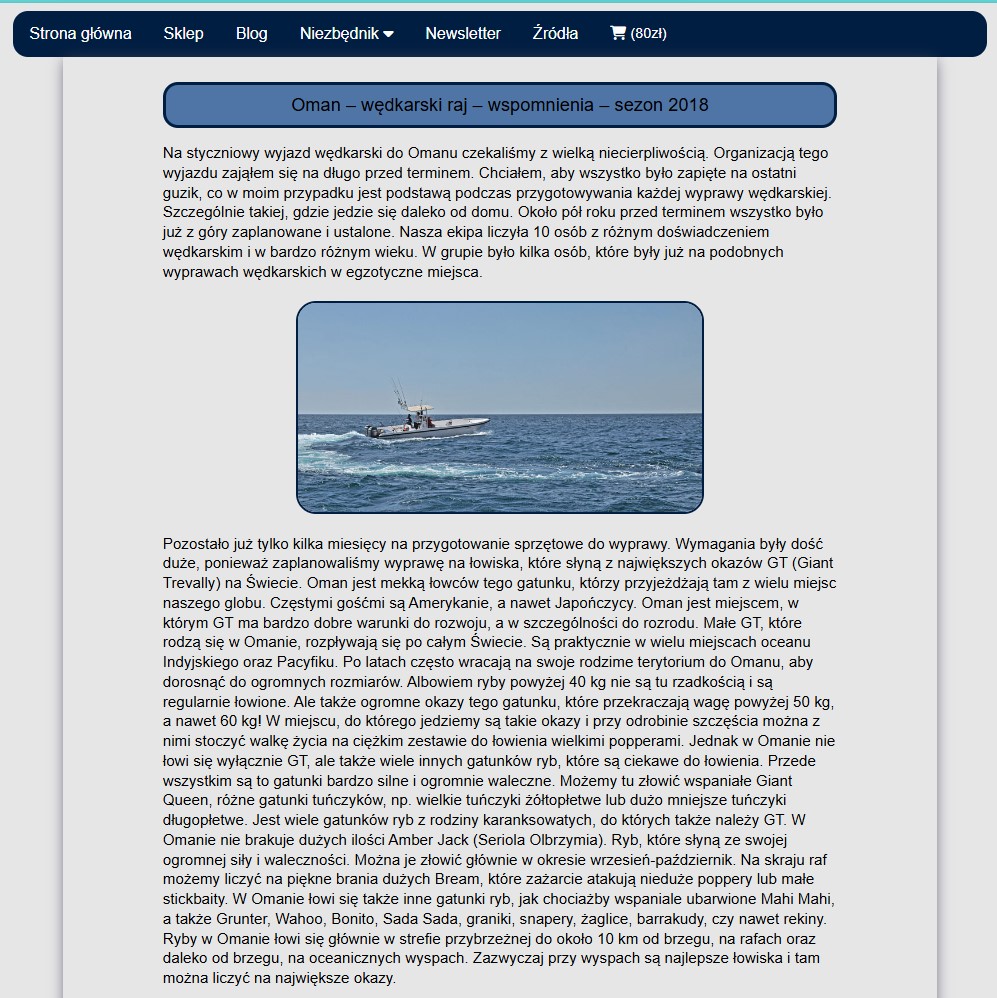 Strona główna Sklep Blog Niezbędnik Newsletter Źródła (80zł)
Oman – wędkarski raj – wspomnienia – sezon 2018
Na styczniowy wyjazd wędkarski do Omanu czekaliśmy z wielką niecierpliwością. Organizacją tego
wyjazdu zająłem się na długo przed terminem. Chciałem, aby wszystko było zapięte na ostatni
guzik, co w moim przypadku jest podstawą podczas przygotowywania każdej wyprawy wędkarskiej.
Szczególnie takiej, gdzie jedzie się daleko od domu. Około pół roku przed terminem wszystko było
już z góry zaplanowane i ustalone. Nasza ekipa liczyła 10 osób z różnym doświadczeniem
wędkarskim i w bardzo różnym wieku. W grupie było kilka osób, które były już na podobnych
wyprawach wędkarskich w egzotyczne miejsca.
Pozostało już tylko kilka miesięcy na przygotowanie sprzętowe do wyprawy. Wymagania były dość
duże, ponieważ zaplanowaliśmy wyprawę na łowiska, które słyną z największych okazów GT (Giant
Trevally) na Świecie. Oman jest mekką łowców tego gatunku, którzy przyjeżdżają tam z wielu miejsc
naszego globu. Częstymi gośćmi są Amerykanie, a nawet Japończycy. Oman jest miejscem, w
którym GT ma bardzo dobre warunki do rozwoju, a w szczególności do rozrodu. Małe GT, które
rodzą się w Omanie, rozpływają się po całym Świecie. Są praktycznie w wielu miejscach oceanu
Indyjskiego oraz Pacyfiku. Po latach często wracają na swoje rodzime terytorium do Omanu, aby
dorosnąć do ogromnych rozmiarów. Albowiem ryby powyżej 40 kg nie są tu rzadkością i są
regularnie łowione. Ale także ogromne okazy tego gatunku, które przekraczają wagę powyżej 50 kg,
a nawet 60 kg! W miejscu, do którego jedziemy są takie okazy i przy odrobinie szczęścia można z
nimi stoczyć walkę życia na ciężkim zestawie do łowienia wielkimi popperami. Jednak w Omanie nie
łowi się wyłącznie GT, ale także wiele innych gatunków ryb, które są ciekawe do łowienia. Przede
wszystkim są to gatunki bardzo silne i ogromnie waleczne. Możemy tu złowić wspaniałe Giant
Queen, różne gatunki tuńczyków, np. wielkie tuńczyki żółtopłetwe lub dużo mniejsze tuńczyki
długopłetwe. Jest wiele gatunków ryb z rodziny karanksowatych, do których także należy GT. W
Omanie nie brakuje dużych ilości Amber Jack (Seriola Olbrzymia). Ryb, które słyną ze swojej
ogromnej siły i waleczności. Można je złowić głównie w okresie wrzesień-październik. Na skraju raf
możemy liczyć na piękne brania dużych Bream, które zażarcie atakują nieduże poppery lub małe
stickbaity. W Omanie łowi się także inne gatunki ryb, jak chociażby wspaniale ubarwione Mahi Mahi,
a także Grunter, Wahoo, Bonito, Sada Sada, graniki, snapery, żaglice, barrakudy, czy nawet rekiny.
Ryby w Omanie łowi się głównie w strefie przybrzeżnej do około 10 km od brzegu, na rafach oraz
daleko od brzegu, na oceanicznych wyspach. Zazwyczaj przy wyspach są najlepsze łowiska i tam
można liczyć na największe okazy.